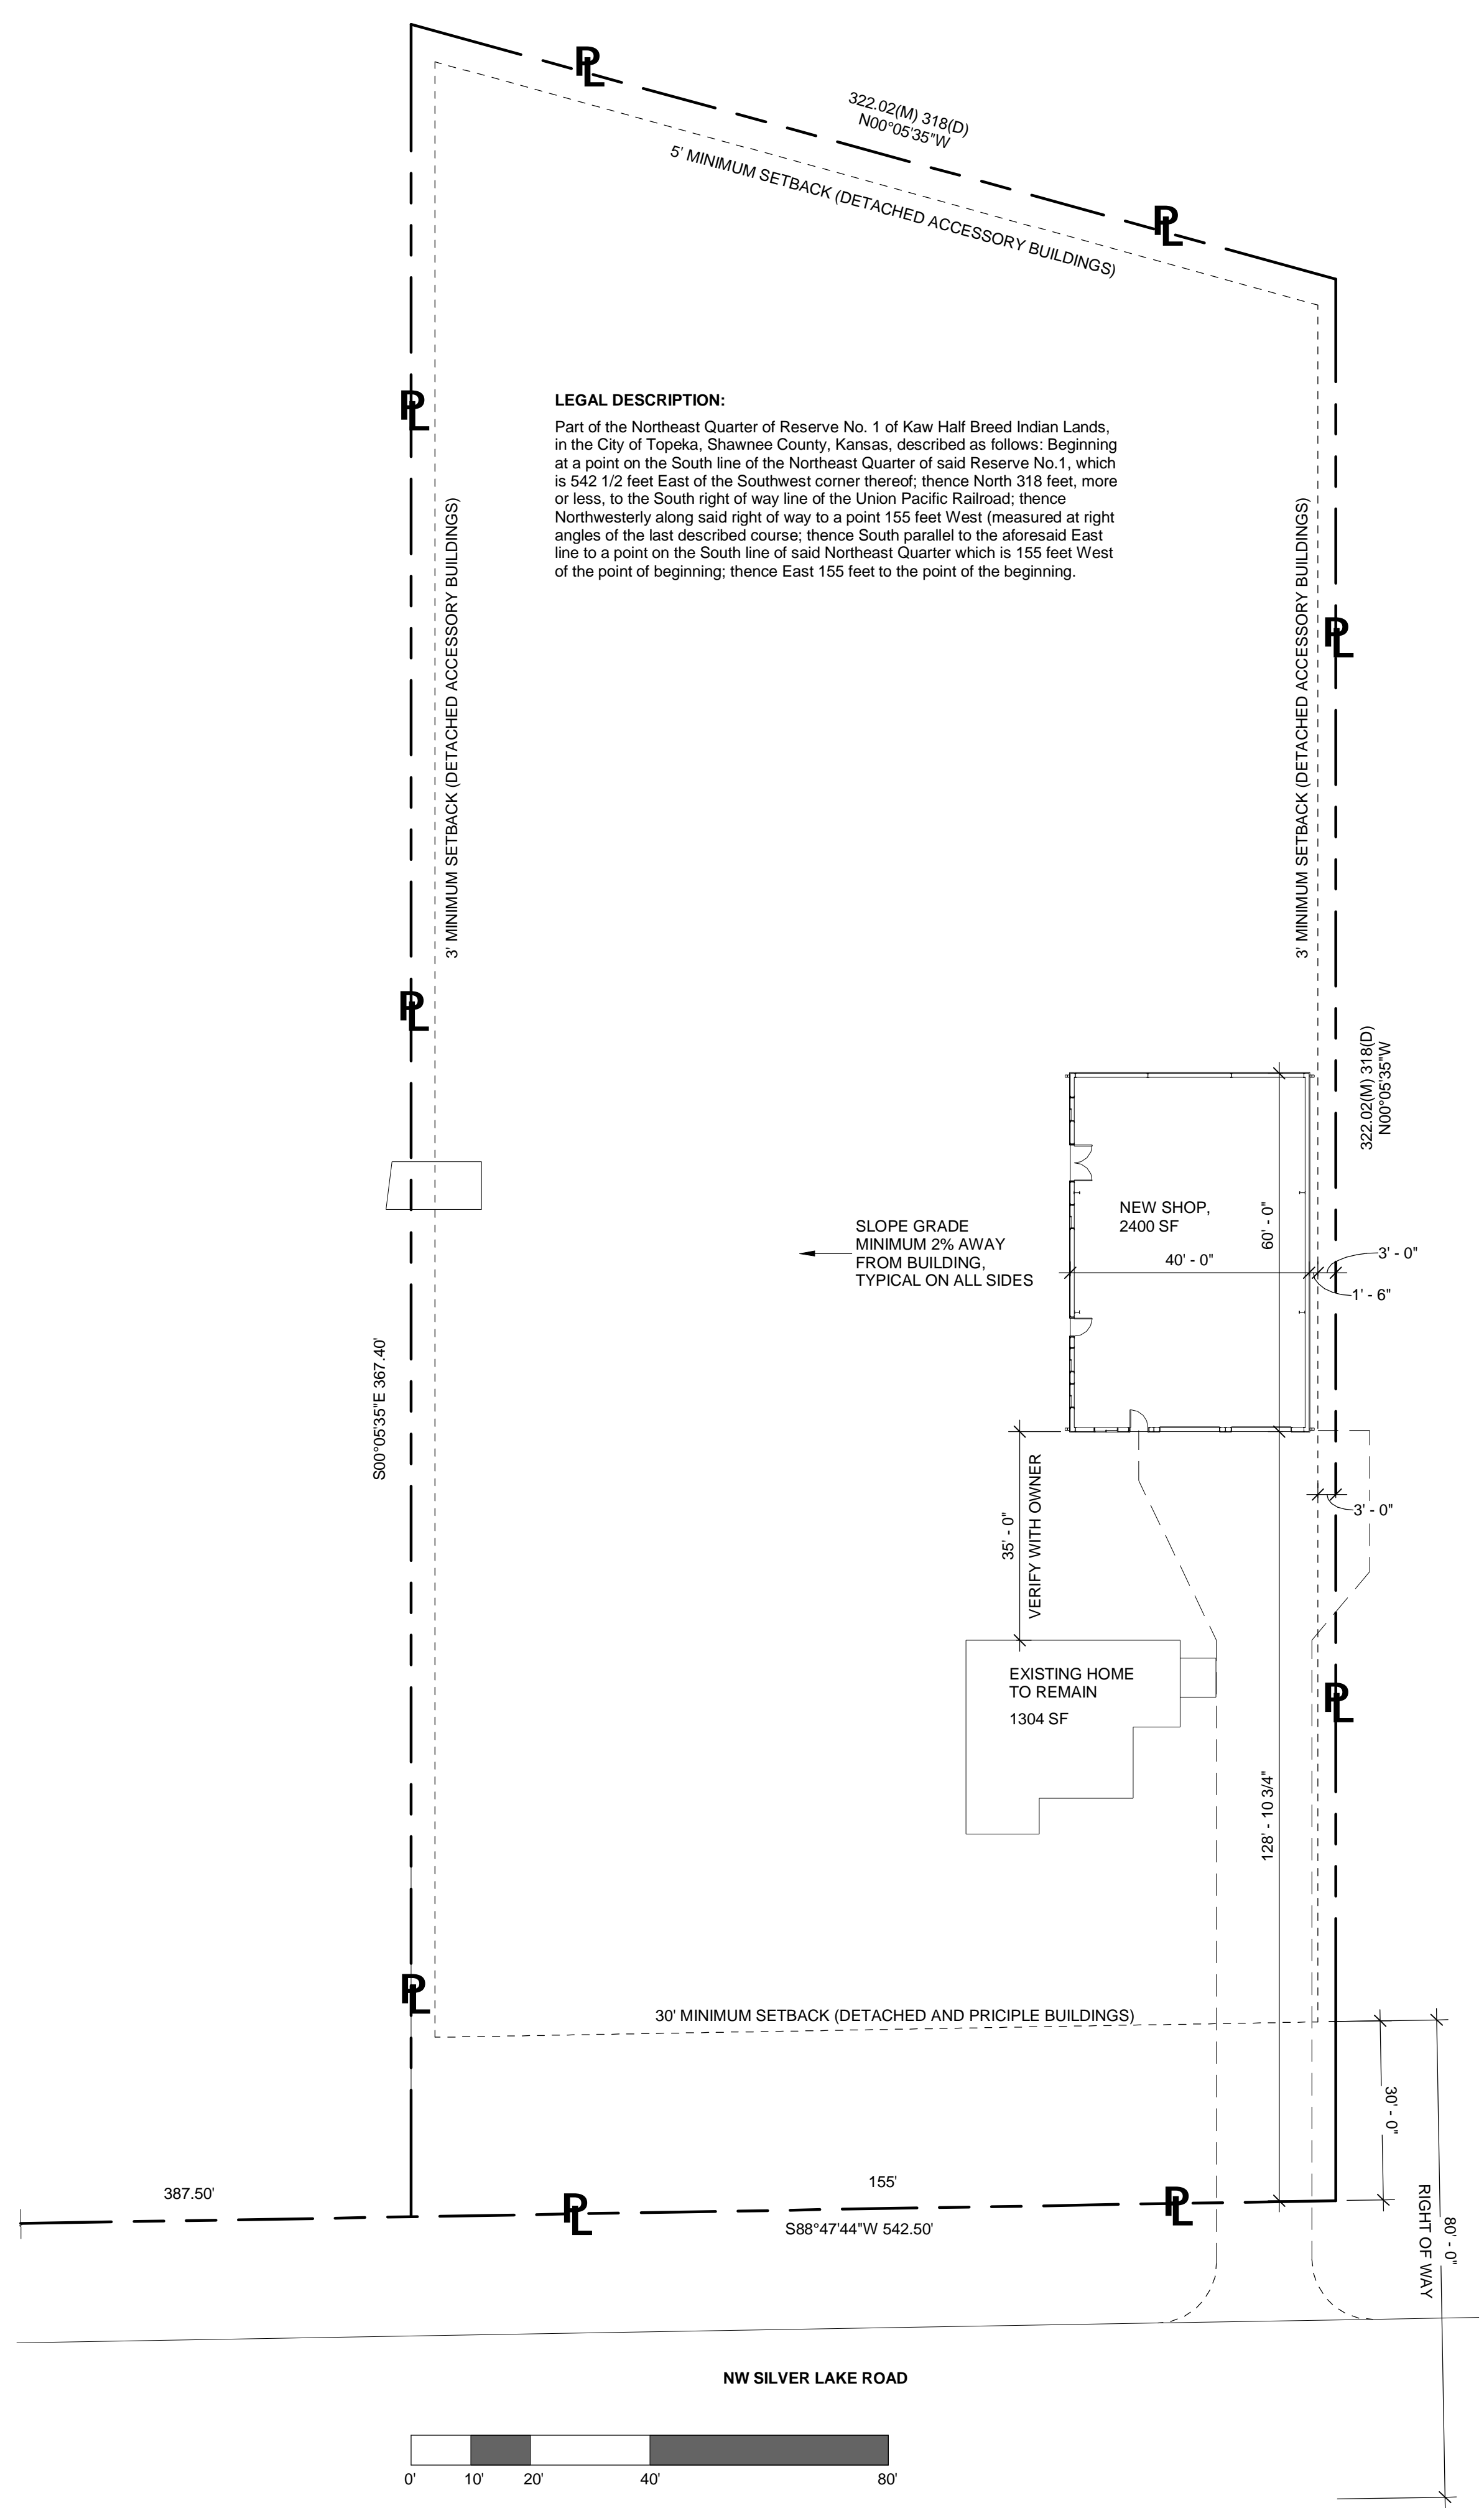 PL
322.02(M) 318(D)
N00°05'35"W
5' MINIMUM SETBACK (DETACHED ACCESSORY BUILDINGS)
PL
PL
LEGAL DESCRIPTION:
Part of the Northeast Quarter of Reserve No. 1 of Kaw Half Breed Indian Lands,
in the City of Topeka, Shawnee County, Kansas, described as follows: Beginning
at a point on the South line of the Northeast Quarter of said Reserve No.1, which
is 542 1/2 feet East of the Southwest corner thereof; thence North 318 feet, more
or less, to the South right of way line of the Union Pacific Railroad; thence
Northwesterly along said right of way to a point 155 feet West (measured at right
angles of the last described course; thence South parallel to the aforesaid East
line to a point on the South line of said Northeast Quarter which is 155 feet West
of the point of beginning; thence East 155 feet to the point of the beginning.
3' MINIMUM SETBACK (DETACHED ACCESSORY BUILDINGS)
3' MINIMUM SETBACK (DETACHED ACCESSORY BUILDINGS)
PL
PL
322.02(M) 318(D)
N00°05'35"W
NEW SHOP,
2400 SF
60' - 0"
40' - 0"
3' - 0"
1' - 6"
SLOPE GRADE
MINIMUM 2% AWAY
FROM BUILDING,
TYPICAL ON ALL SIDES
S00°05'35"E 367.40'
35' - 0"
VERIFY WITH OWNER
3' - 0"
EXISTING HOME
TO REMAIN
1304 SF
PL
128' - 10 3/4"
PL
30' MINIMUM SETBACK (DETACHED AND PRICIPLE BUILDINGS)
30' - 0"
387.50'
155'
PL
PL
S88°47'44"W 542.50'
80' - 0"
RIGHT OF WAY
NW SILVER LAKE ROAD
0'
10'
20'
40'
80'